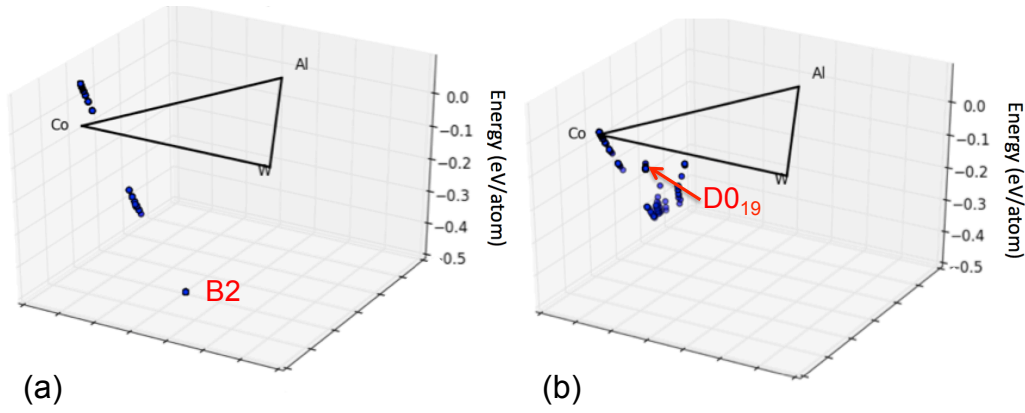 Al
Co
W
0.0
−0.1
−0.2
−0.3
−0.4
·0.5
Energy (eV/atom)
B2
(a)
Al
Co
W
0.0
−0.1
−0.2
−0.3
−0.4
−0.5
Energy (eV/atom)
D0₁₉
(b)